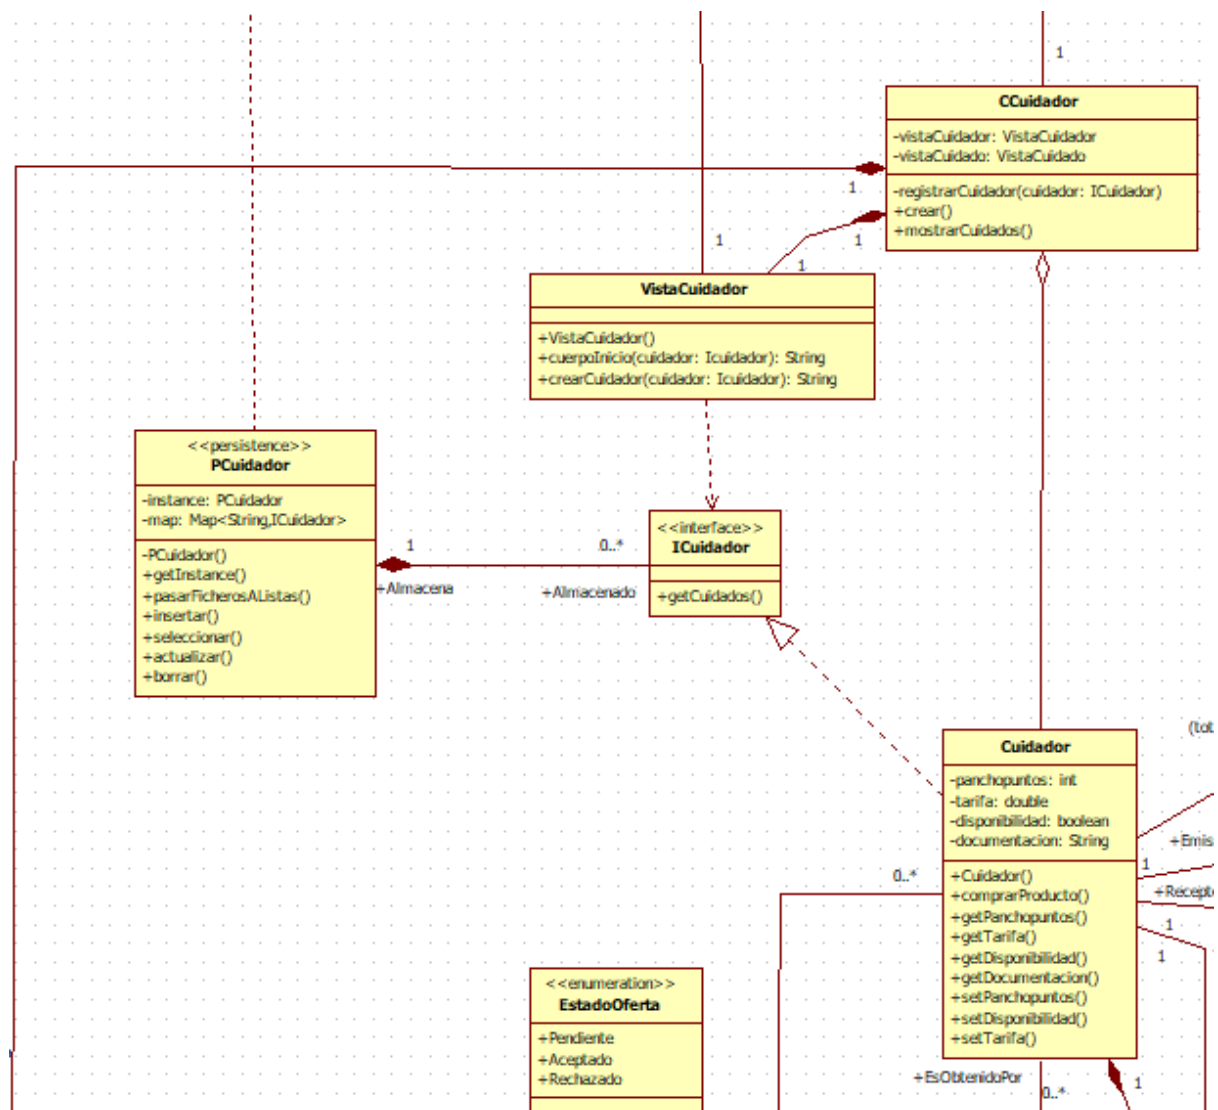 1
CCuidador
-vistaCuidador: VistaCuidador
-vistaCuidado: VistaCuidado
-registrarCuidador(cuidador: ICuidador)
+crear()
+mostrarCuidados()
1
1
1
1
VistaCuidador
+VistaCuidador()
+cuerpoInicio(cuidador: Icuidador): String
+crearCuidador(cuidador: Icuidador): String
<<persistence>>
PCuidador
-instance: PCuidador
-map: Map<String,ICuidador>
-PCuidador()
+getInstance()
+pasarFicherosAListas()
+insertar()
+seleccionar()
+actualizar()
+borrar()
1
0..*
+Almacena
+Almacenado
<<interface>>
ICuidador
+getCuidados()
Cuidador
-panchopuntos: int
-tarifa: double
-disponibilidad: boolean
-documentacion: String
+Cuidador()
+comprarProducto()
+getPanchopuntos()
+getTarifa()
+getDisponibilidad()
+getDocumentacion()
+setPanchopuntos()
+setDisponibilidad()
+setTarifa()
(tot
+Emis
1
+Recept
1
1
0..*
<<enumeration>>
EstadoOferta
+Pendiente
+Aceptado
+Rechazado
+EsObtenidoPor
0..*
1